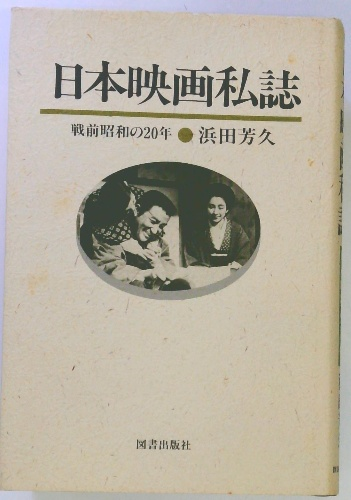 日本映画私誌
戦前昭和の20年 浜田芳久
図書出版社